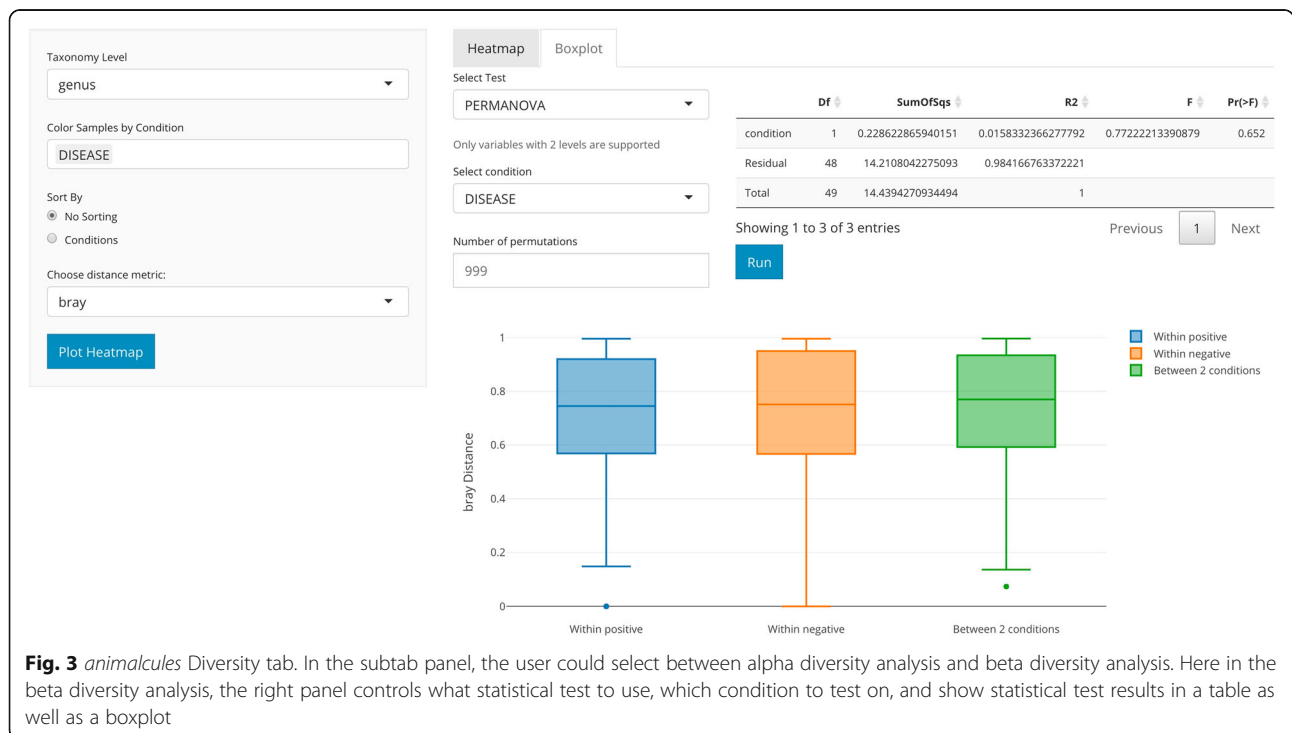 Taxonomy Level
genus
Color Samples by Condition
DISEASE
Sort By
No Sorting
Conditions
Choose distance metric:
bray
Plot Heatmap
Heatmap Boxplot
Select Test
PERMANOVA
Only variables with 2 levels are supported
Select condition
DISEASE
Number of permutations
999
Df SumOfSqs R2 F Pr(>F)
condition 1 0.228622865940151 0.0158332366277792 0.77222213390879 0.652
Residual 48 14.2108042275093 0.984166763372221
Total 49 14.4394270934494 1
Showing 1 to 3 of 3 entries
Previous 1 Next
Run
1
0.8
0.6
0.4
0.2
0
bray Distance
Within positive
Within negative
Between 2 conditions
Within positive Within negative Between 2 conditions
Fig. 3 animalcules Diversity tab. In the subtab panel, the user could select between alpha diversity analysis and beta diversity analysis. Here in the
beta diversity analysis, the right panel controls what statistical test to use, which condition to test on, and show statistical test results in a table as
well as a boxplot